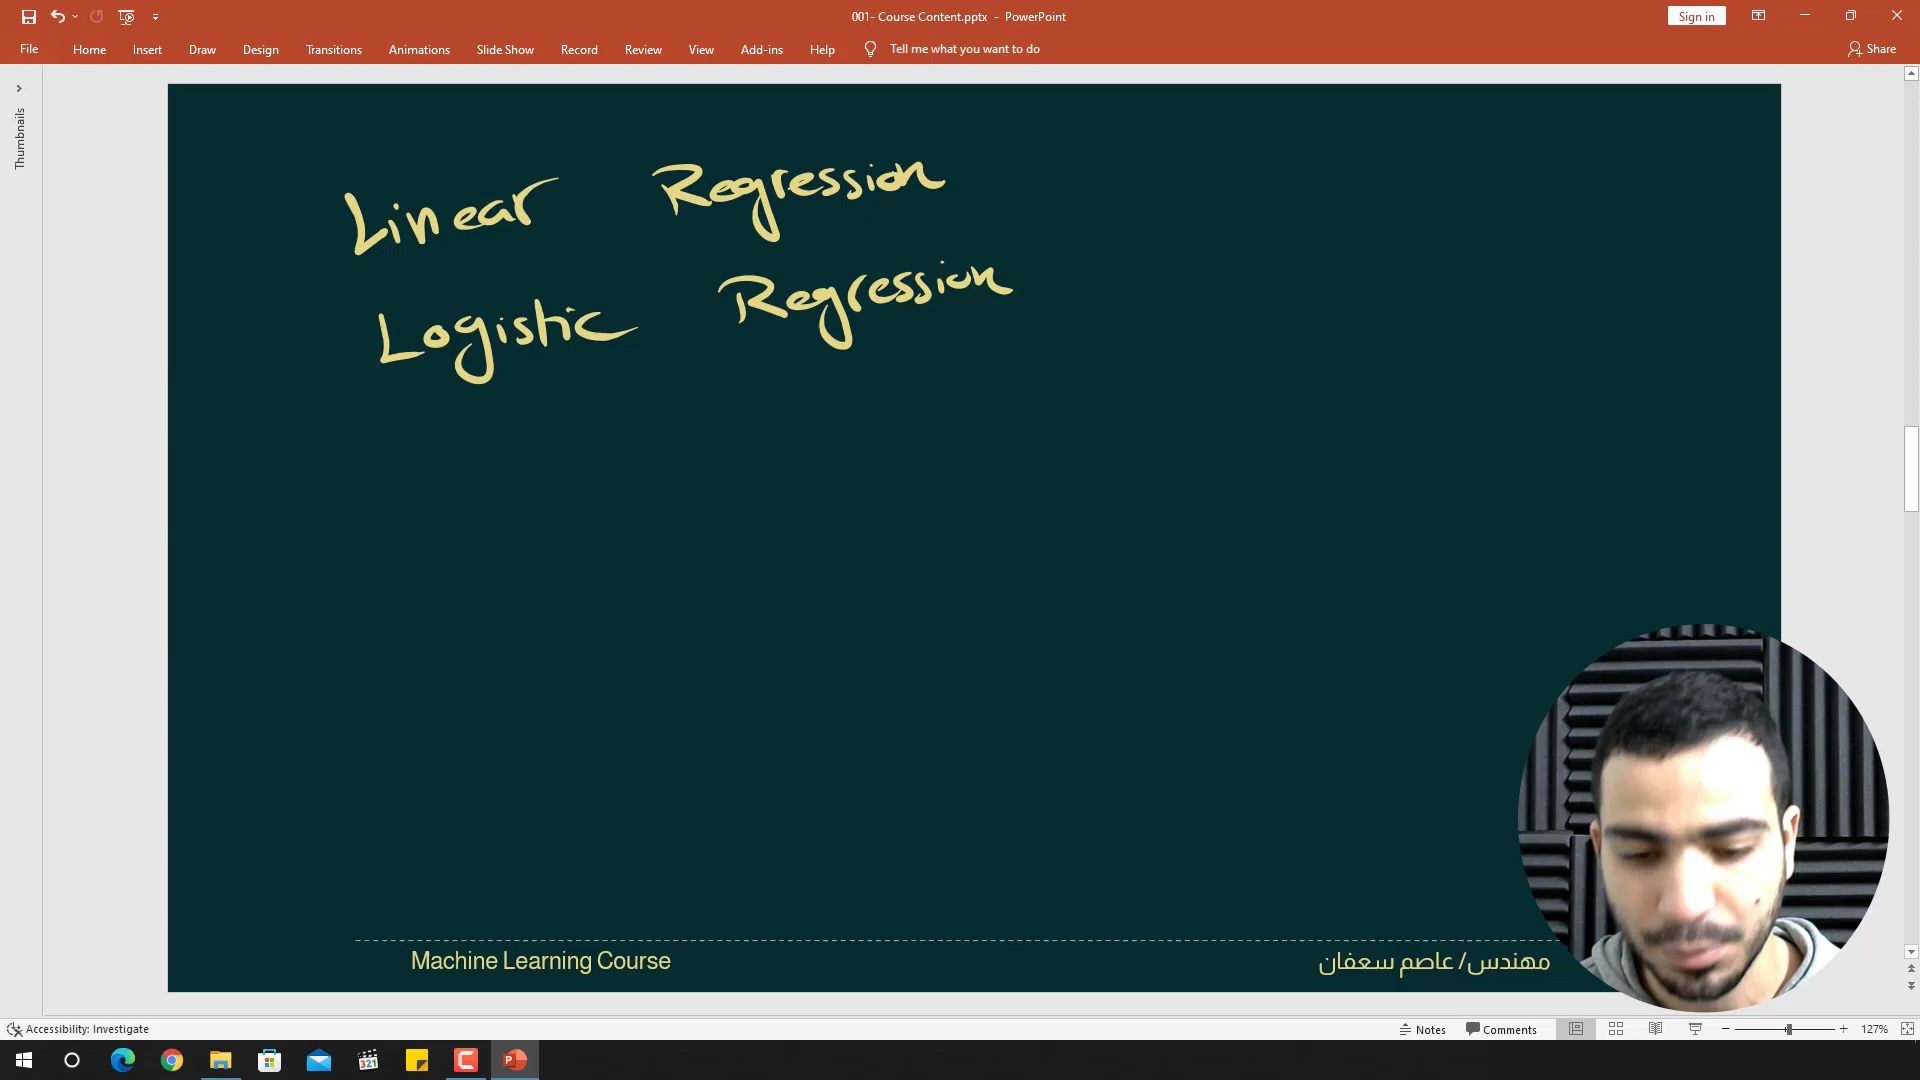 001- Course Content.pptx - PowerPoint
Sign in
File Home Insert Draw Design Transitions Animations Slide Show Record Review View Add-ins Help Tell me what you want to do
Share
Thumbnails
Linear Regression
Logistic Regression
Machine Learning Course
مهندس/ عاصم سعفان
Accessibility: Investigate
Notes
Comments
127%
321